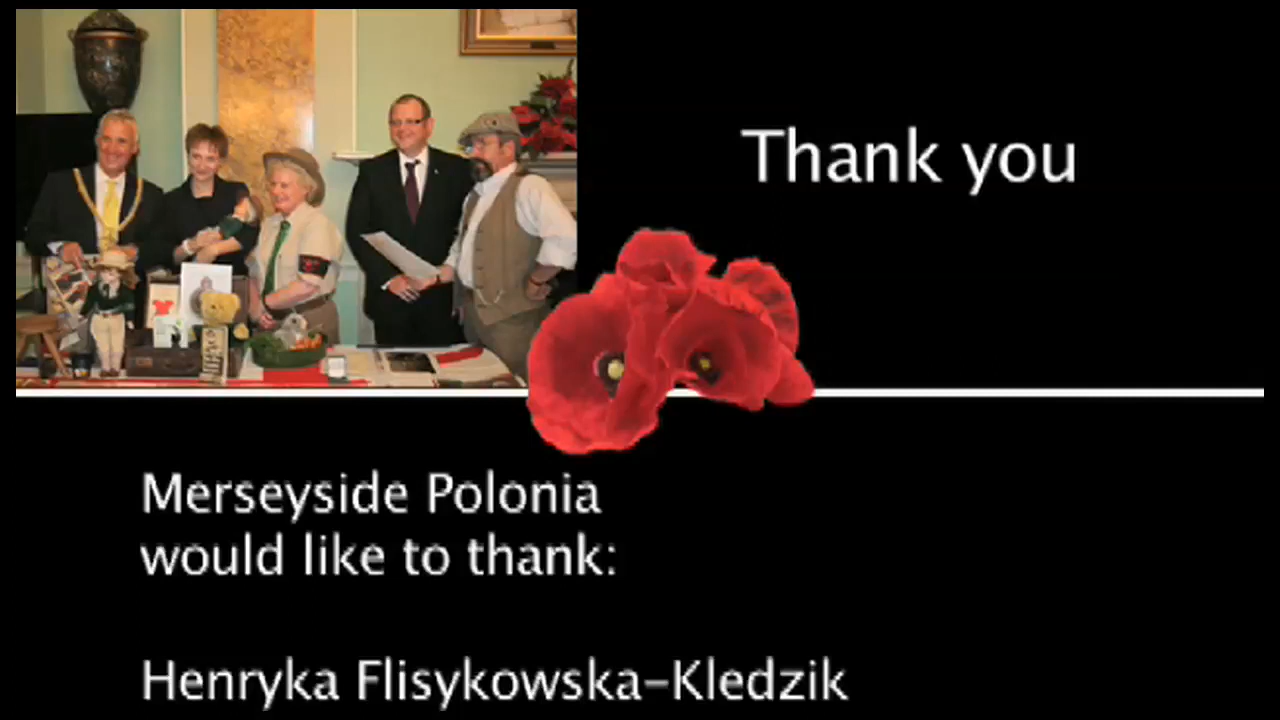 Thank you
Merseyside Polonia
would like to thank:
Henryka Flisykowska-Kledzik